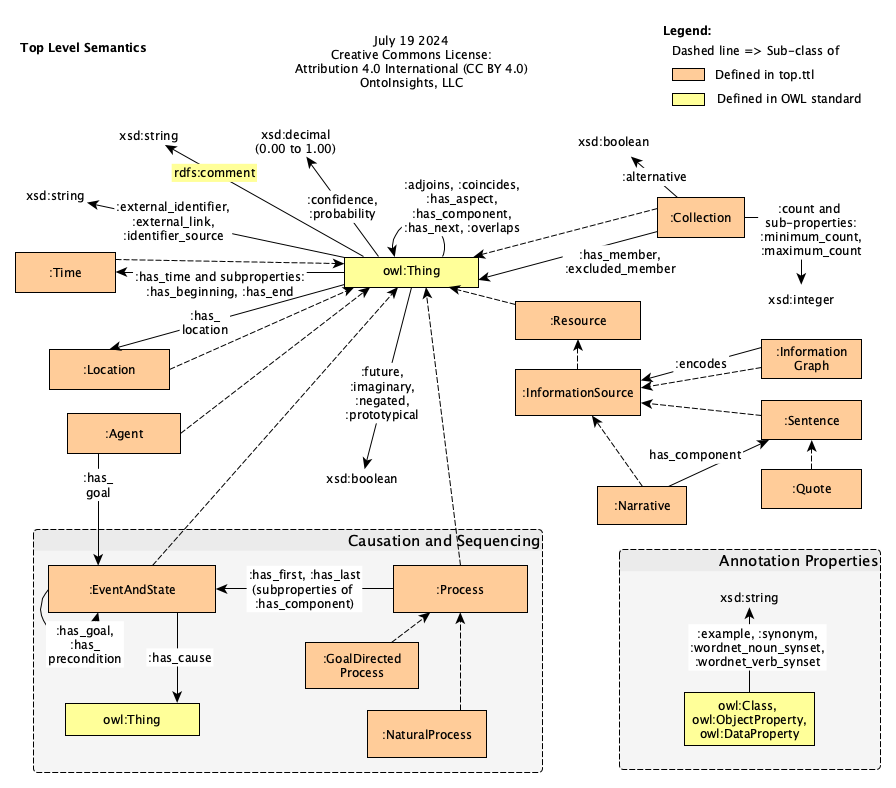 Top Level Semantics
July 19 2024
Creative Commons License:
Attribution 4.0 International (CC BY 4.0)
OntoInsights, LLC
Legend:
Dashed line => Sub-class of
Defined in top.ttl
Defined in OWL standard
xsd:string
rdfs:comment
xsd:decimal
(0.00 to 1.00)
:confidence,
:probability
:adjoins, :coincides,
:has_aspect,
:has_component,
:has_next, :overlaps
xsd:boolean
:alternative
:Collection
:count and
sub-properties:
:minimum_count,
:maximum_count
xsd:integer
xsd:string
:external_identifier,
:external_link,
:identifier_source
:has_member,
:excluded_member
:Time
:has_time and subproperties:
:has_beginning, :has_end
owl:Thing
:has_
location
:Location
:Resource
:future,
:imaginary,
:negated,
:prototypical
xsd:boolean
:InformationSource
:encodes
:Information
Graph
:Agent
:has_
goal
:Sentence
has_component
:Quote
:Narrative
Causation and Sequencing
:EventAndState
:has_first, :has_last
(subproperties of
:has_component)
:Process
:has_goal,
:has_
precondition
:has_cause
:GoalDirected
Process
owl:Thing
:NaturalProcess
Annotation Properties
xsd:string
:example, :synonym,
:wordnet_noun_synset,
:wordnet_verb_synset
owl:Class,
owl:ObjectProperty,
owl:DataProperty